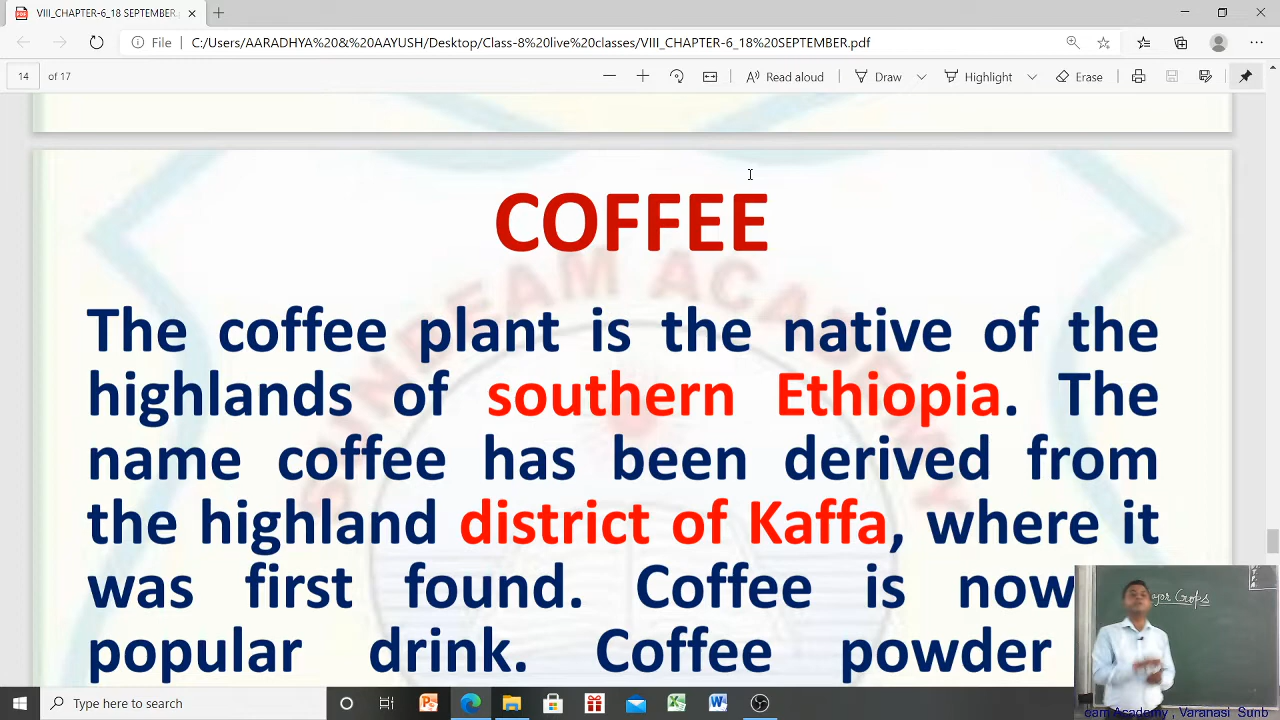 VIII_CHAPTER-6_18 SEPTEMBER.
File C:/Users/AARADHYA%20&%20AAYUSH/Desktop/Class-8%20live%20classes/VIII_CHAPTER-6_18%20SEPTEMBER.pdf
14 of 17 Read aloud Draw Highlight Erase
COFFEE
SUNBEAM ACADEMY
The coffee plant is the native of the
highlands of southern Ethiopia. The
name coffee has been derived from
the highland district of Kaffa, where it
was first found. Coffee is now
popular drink. Coffee powder
Type here to search
Academy , Varanasi Sunb